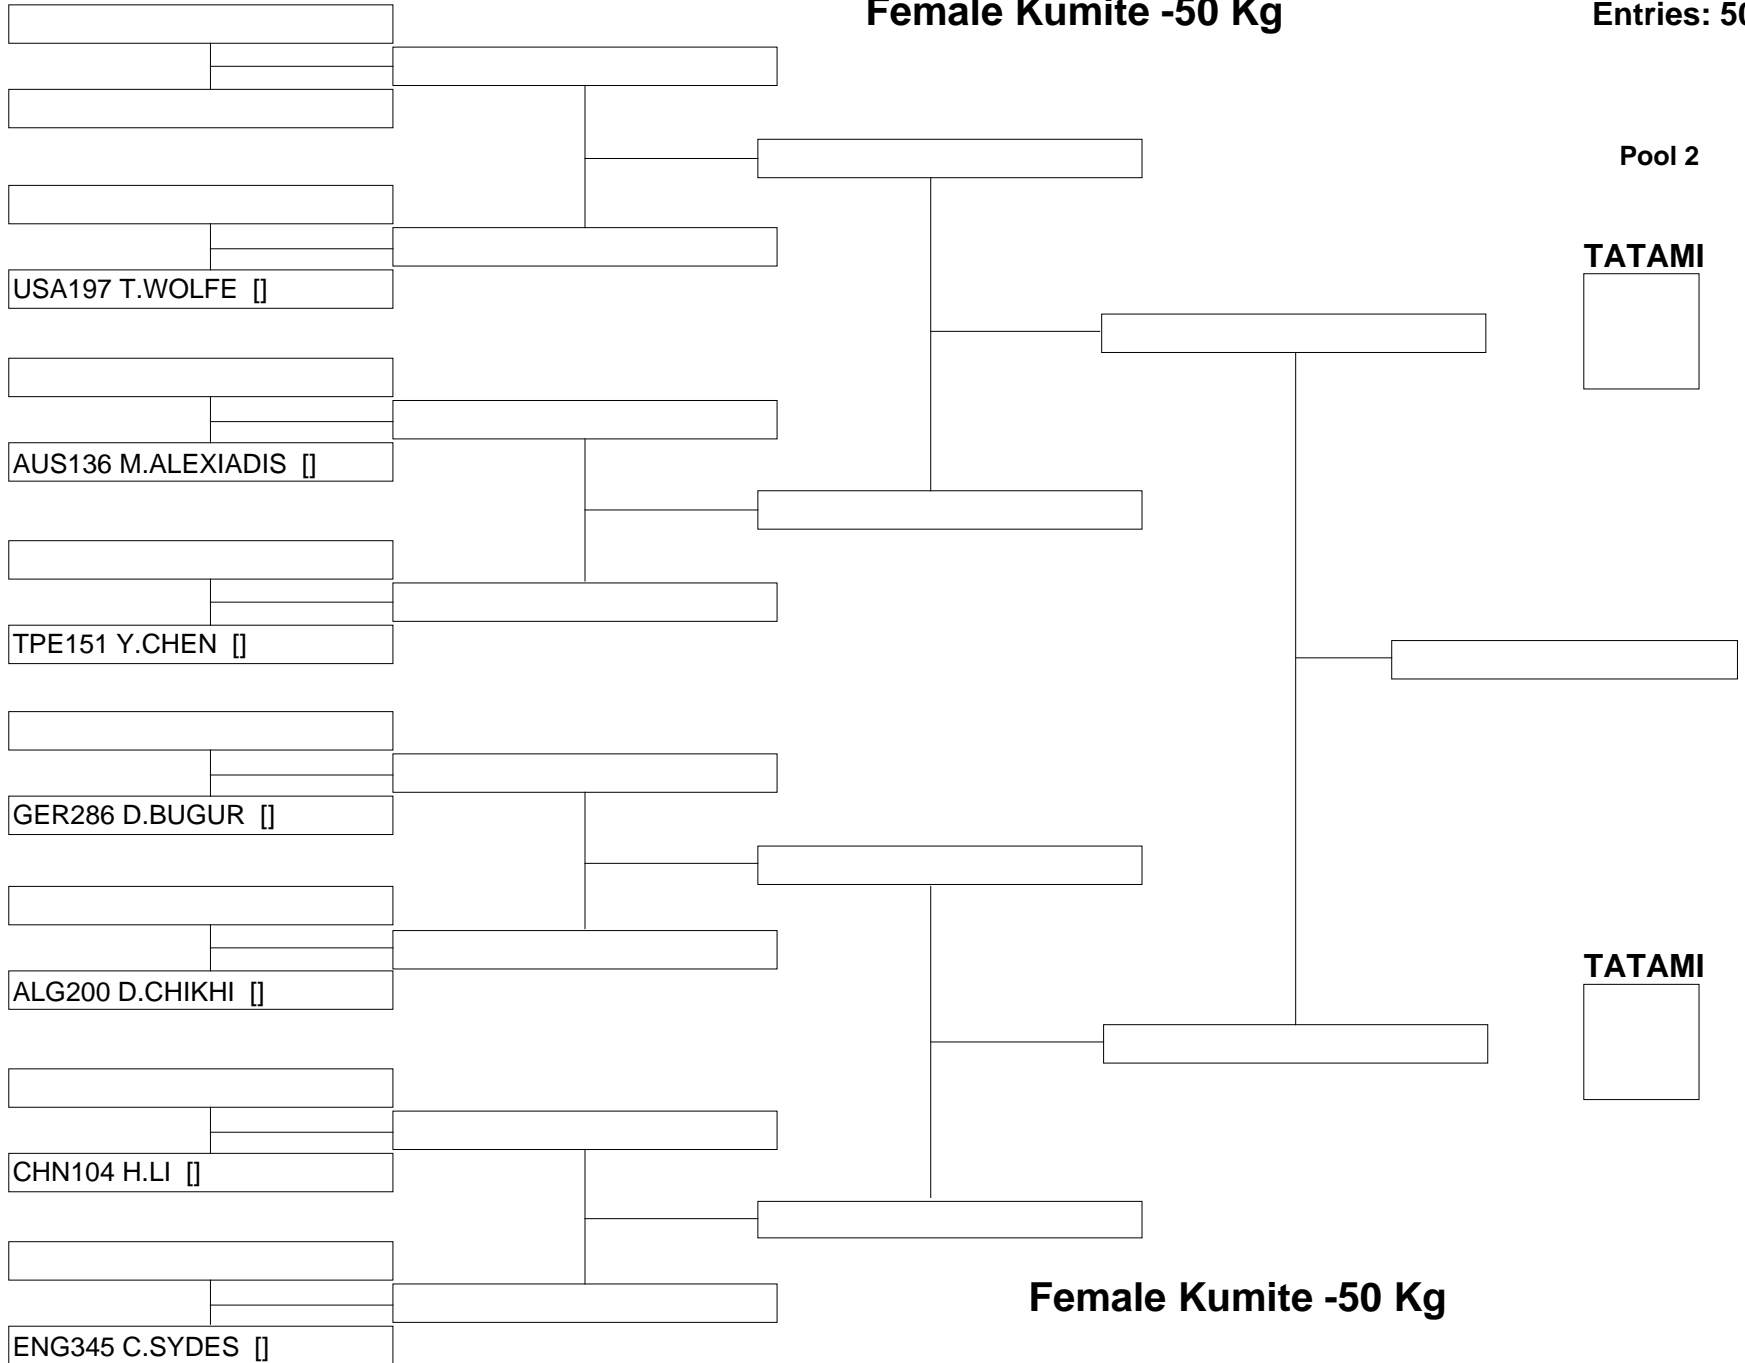 Female Kumite -50 Kg
Entries: 50
Pool 2
TATAMI
USA197 T.WOLFE []
AUS136 M.ALEXIADIS []
TPE151 Y.CHEN []
GER286 D.BUGUR []
ALG200 D.CHIKHI []
TATAMI
CHN104 H.LI []
Female Kumite -50 Kg
ENG345 C.SYDES []